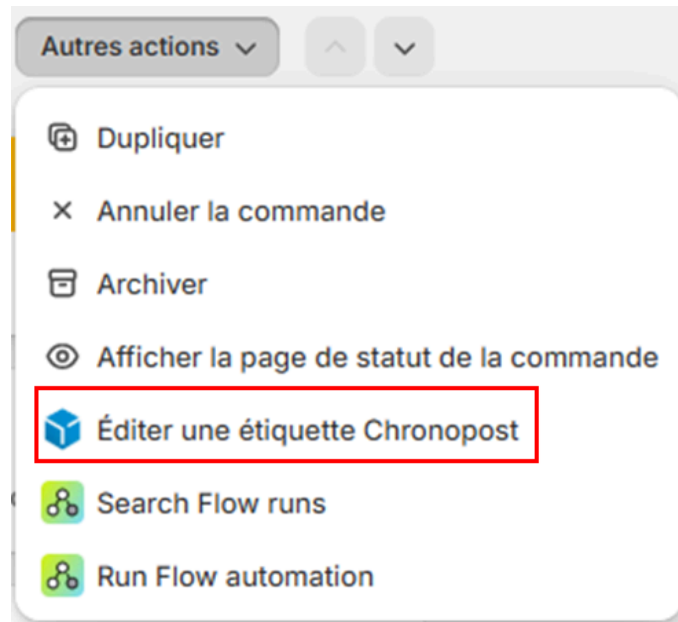 Autres actions
Dupliquer
Annuler la commande
Archiver
Afficher la page de statut de la commande
Éditer une étiquette Chronopost
Search Flow runs
Run Flow automation